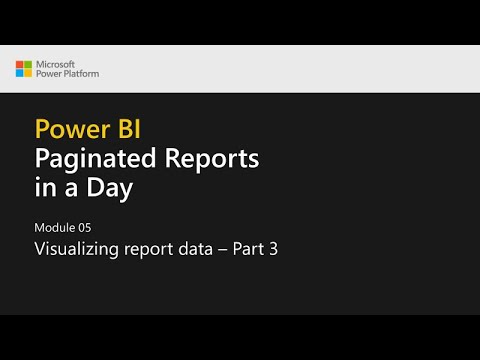 Microsoft
Power Platform
Power BI
Paginated Reports
in a Day
Module 05
Visualizing report data – Part 3